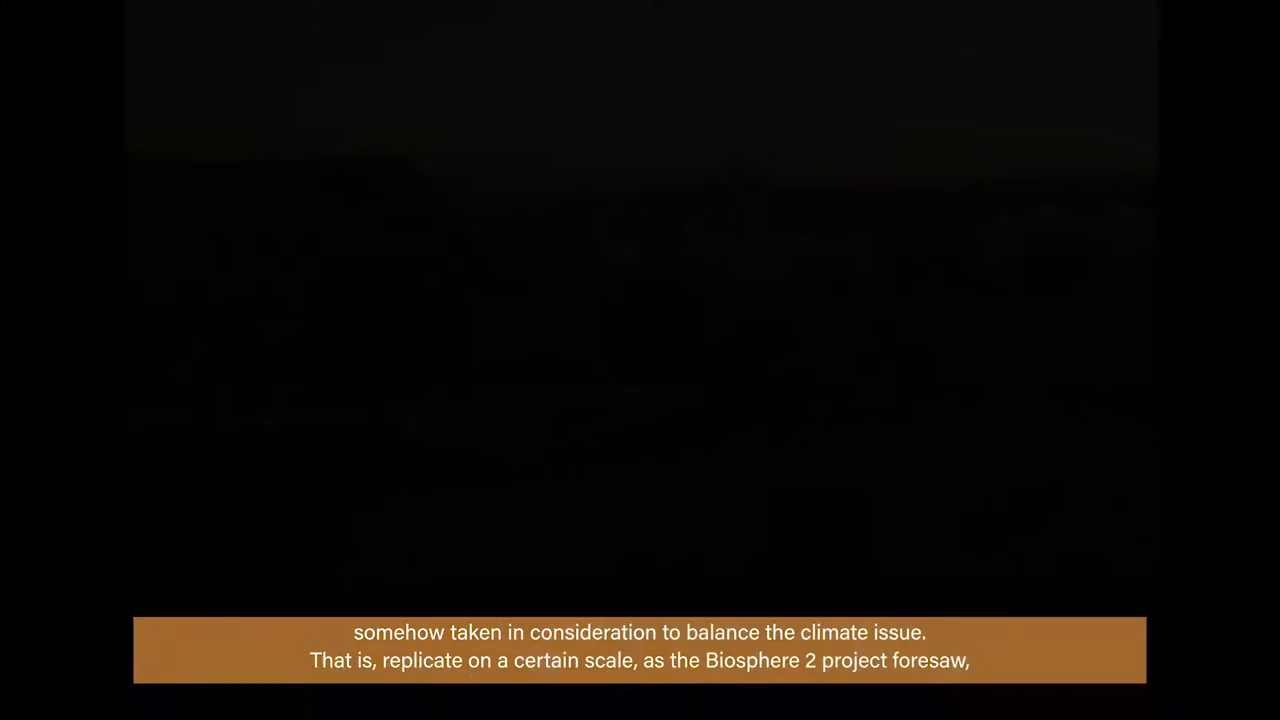 somehow taken in consideration to balance the climate issue.
That is, replicate on a certain scale, as the Biosphere 2 project foresaw,